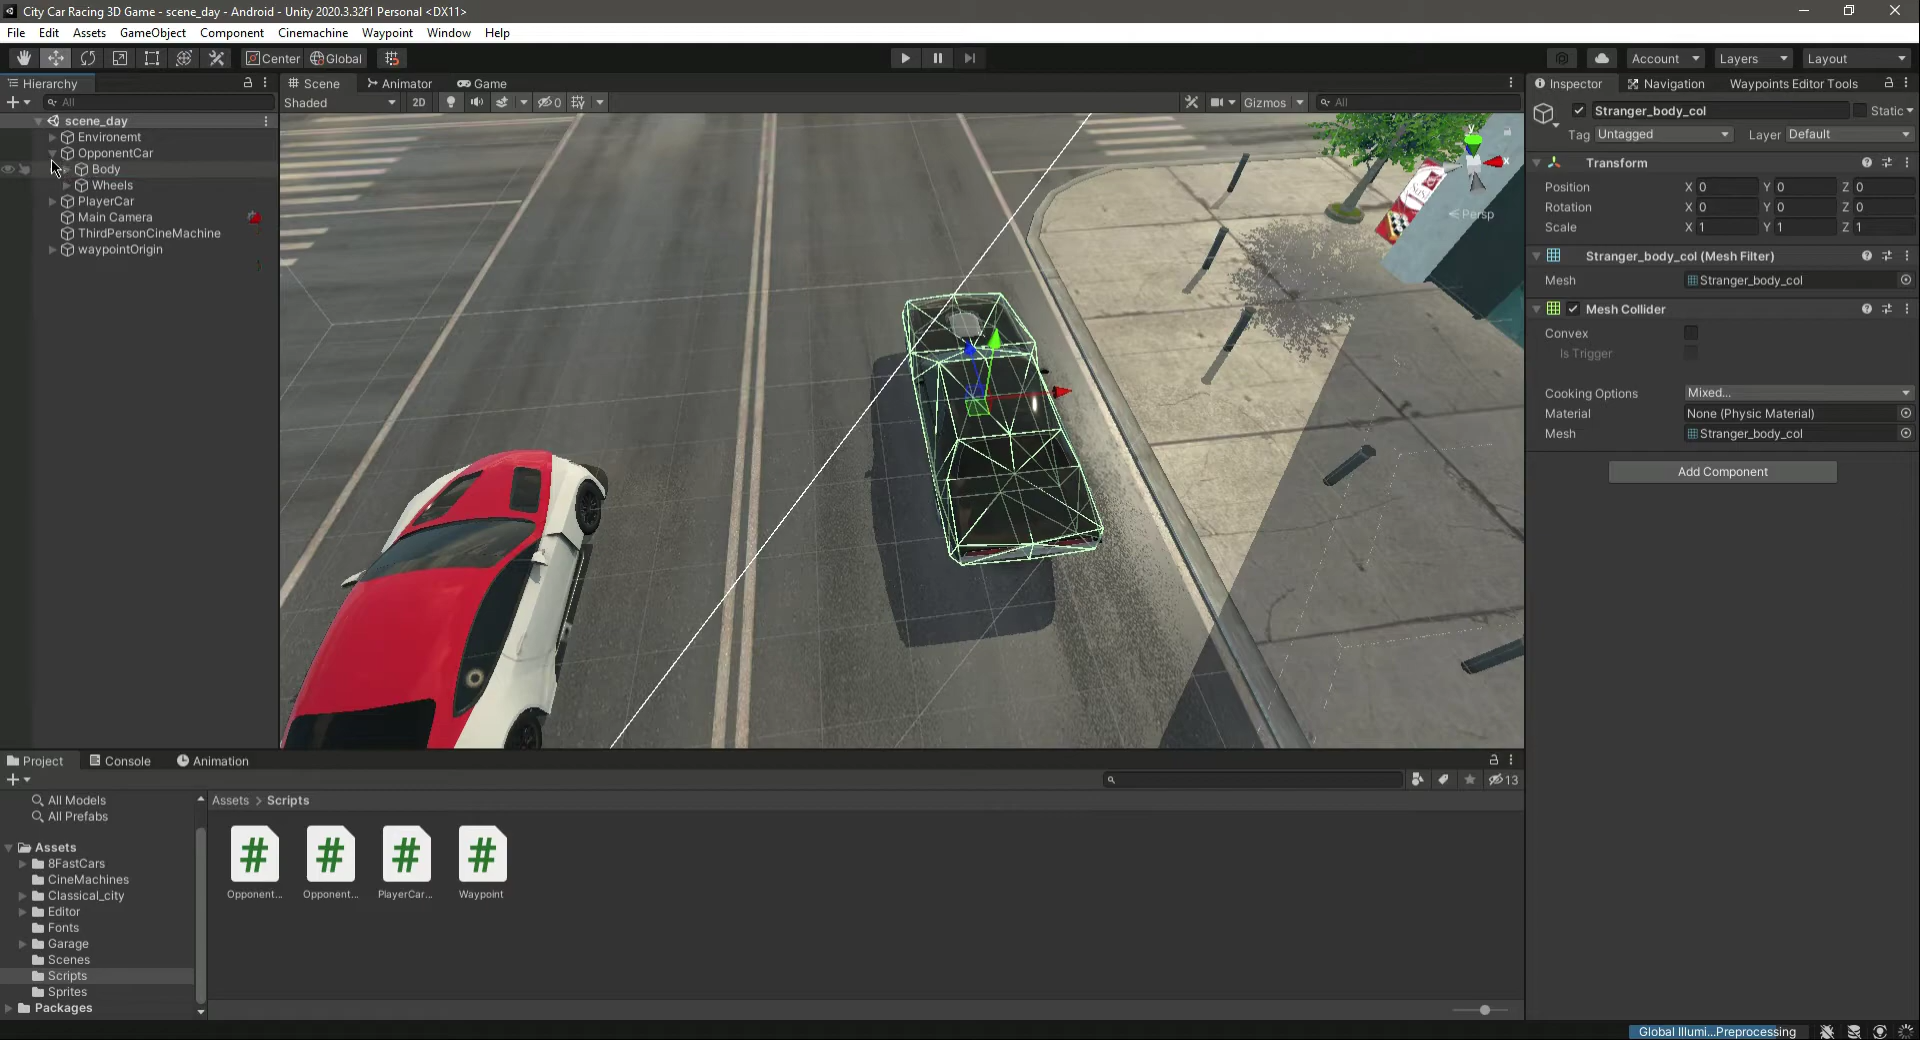 City Car Racing 3D Game - scene_day - Android - Unity 2020.3.32f1 Personal <DX11>
File Edit Assets GameObject Component Cinemachine Waypoint Window Help
Center Global Account Layers Layout
Hierarchy Scene Animator Game Inspector Navigation Waypoints Editor Tools
All Shaded 2D 0 Gizmos All
scene_day
Environemt
OpponentCar
Body
Wheels
PlayerCar
Main Camera
ThirdPersonCineMachine
waypointOrigin
y
x
Persp
Stranger_body_col Static
Tag Untagged Layer Default
Transform
Position X 0 Y 0 Z 0
Rotation X 0 Y 0 Z 0
Scale X 1 Y 1 Z 1
Stranger_body_col (Mesh Filter)
Mesh Stranger_body_col
Mesh Collider
Convex
Is Trigger
Cooking Options Mixed...
Material None (Physic Material)
Mesh Stranger_body_col
Add Component
Project Console Animation
13
All Models
All Prefabs
Assets
8FastCars
CineMachines
Classical_city
Editor
Fonts
Garage
Scenes
Scripts
Sprites
Packages
Assets > Scripts
# # # #
Opponent... Opponent... PlayerCar... Waypoint
Global Illumi...Preprocessing